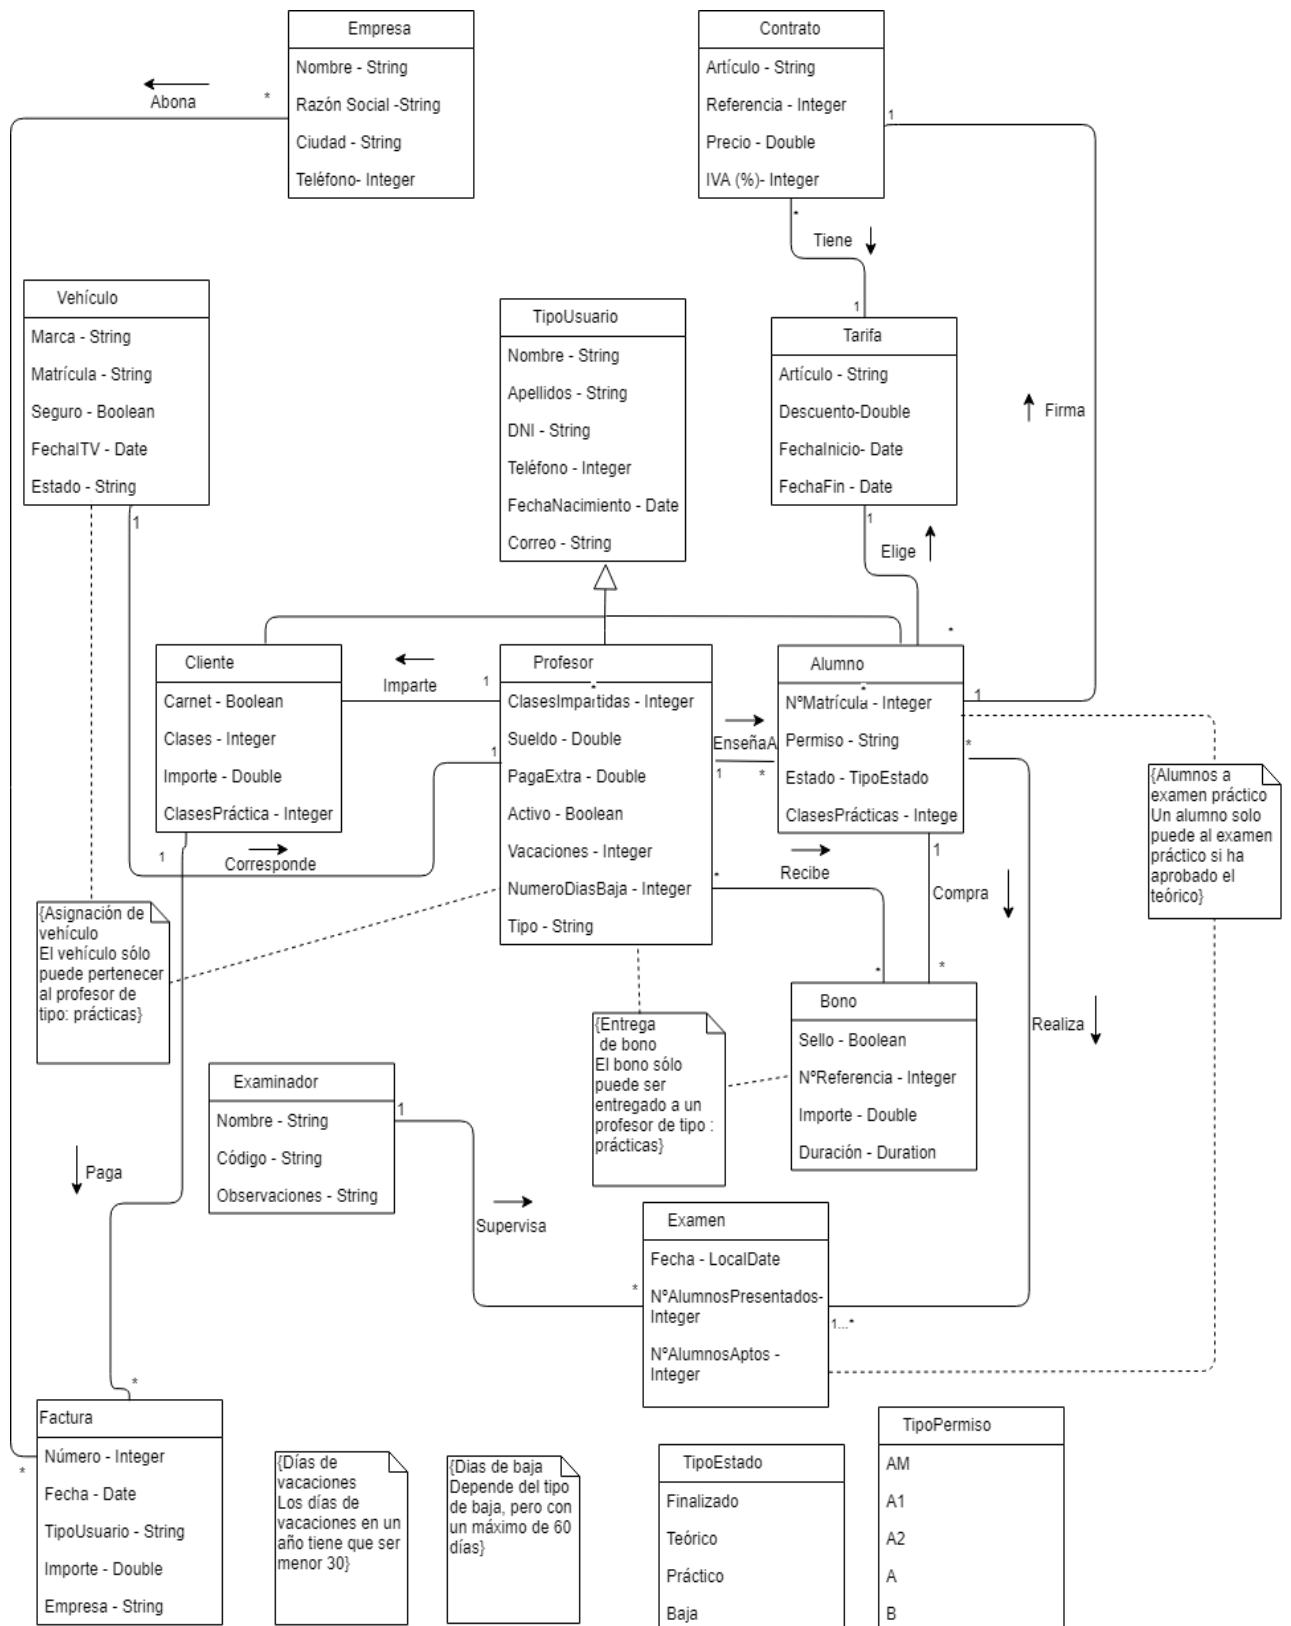 Empresa
Nombre - String
Razón Social -String
Ciudad - String
Teléfono- Integer
Abona
*
Contrato
Artículo - String
Referencia - Integer
Precio - Double
IVA (%)- Integer
1
*
Tiene
1
Vehículo
Marca - String
Matrícula - String
Seguro - Boolean
FechaITV - Date
Estado - String
1
TipoUsuario
Nombre - String
Apellidos - String
DNI - String
Teléfono - Integer
FechaNacimiento - Date
Correo - String
Tarifa
Artículo - String
Descuento-Double
FechaInicio- Date
FechaFin - Date
1
Elige
*
Firma
Cliente
Carnet - Boolean
Clases - Integer
Importe - Double
ClasesPráctica - Integer
1
Imparte
1
1
Corresponde
Profesor
*
ClasesImpartidas - Integer
Sueldo - Double
PagaExtra - Double
Activo - Boolean
Vacaciones - Integer
NumeroDiasBaja - Integer
Tipo - String
EnseñaA
1
*
Alumno
*
NºMatrícula - Integer
Permiso - String
Estado - TipoEstado
ClasesPrácticas - Intege
1
*
1
Recibe
*
*
Compra
*
{Alumnos a
examen práctico
Un alumno solo
puede al examen
práctico si ha
aprobado el
teórico}
{Asignación de
vehículo
El vehículo sólo
puede pertenecer
al profesor de
tipo: prácticas}
Bono
Sello - Boolean
NºReferencia - Integer
Importe - Double
Duración - Duration
Realiza
{Entrega
de bono
El bono sólo
puede ser
entregado a un
profesor de tipo :
prácticas}
Examinador
Nombre - String
Código - String
Observaciones - String
1
Paga
Supervisa
*
Examen
Fecha - LocalDate
NºAlumnosPresentados-
Integer
NºAlumnosAptos -
Integer
1...*
*
Factura
Número - Integer
Fecha - Date
TipoUsuario - String
Importe - Double
Empresa - String
*
{Días de
vacaciones
Los días de
vacaciones en un
año tiene que ser
menor 30}
{Dias de baja
Depende del tipo
de baja, pero con
un máximo de 60
días}
TipoEstado
Finalizado
Teórico
Práctico
Baja
TipoPermiso
AM
A1
A2
A
B